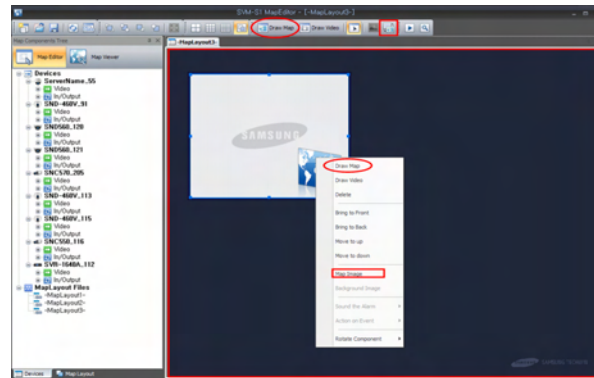 SVM-S1 MapEditor - [-MapLayout3-]
Draw Map
Draw Video
Map Components Tree
-MapLayout3-
Map Editor
Map Viewer
Devices
ServerName_55
Video
In/Output
SND-460V_91
Video
In/Output
SND560_120
Video
In/Output
SND560_121
Video
In/Output
SNC570_205
Video
In/Output
SND-460V_113
Video
In/Output
SND-460V_115
Video
In/Output
SNC550_116
Video
In/Output
SVR-1640A_112
Video
In/Output
MapLayout Files
-MapLayout1-
-MapLayout2-
-MapLayout3-
SAMSUNG
Draw Map
Draw Video
Delete
Bring to Front
Bring to Back
Move to up
Move to down
Map Image
Background Image
Sound the Alarm
Action on Event
Rotate Component
SAMSUNG TECHWIN
Devices
Map Layout